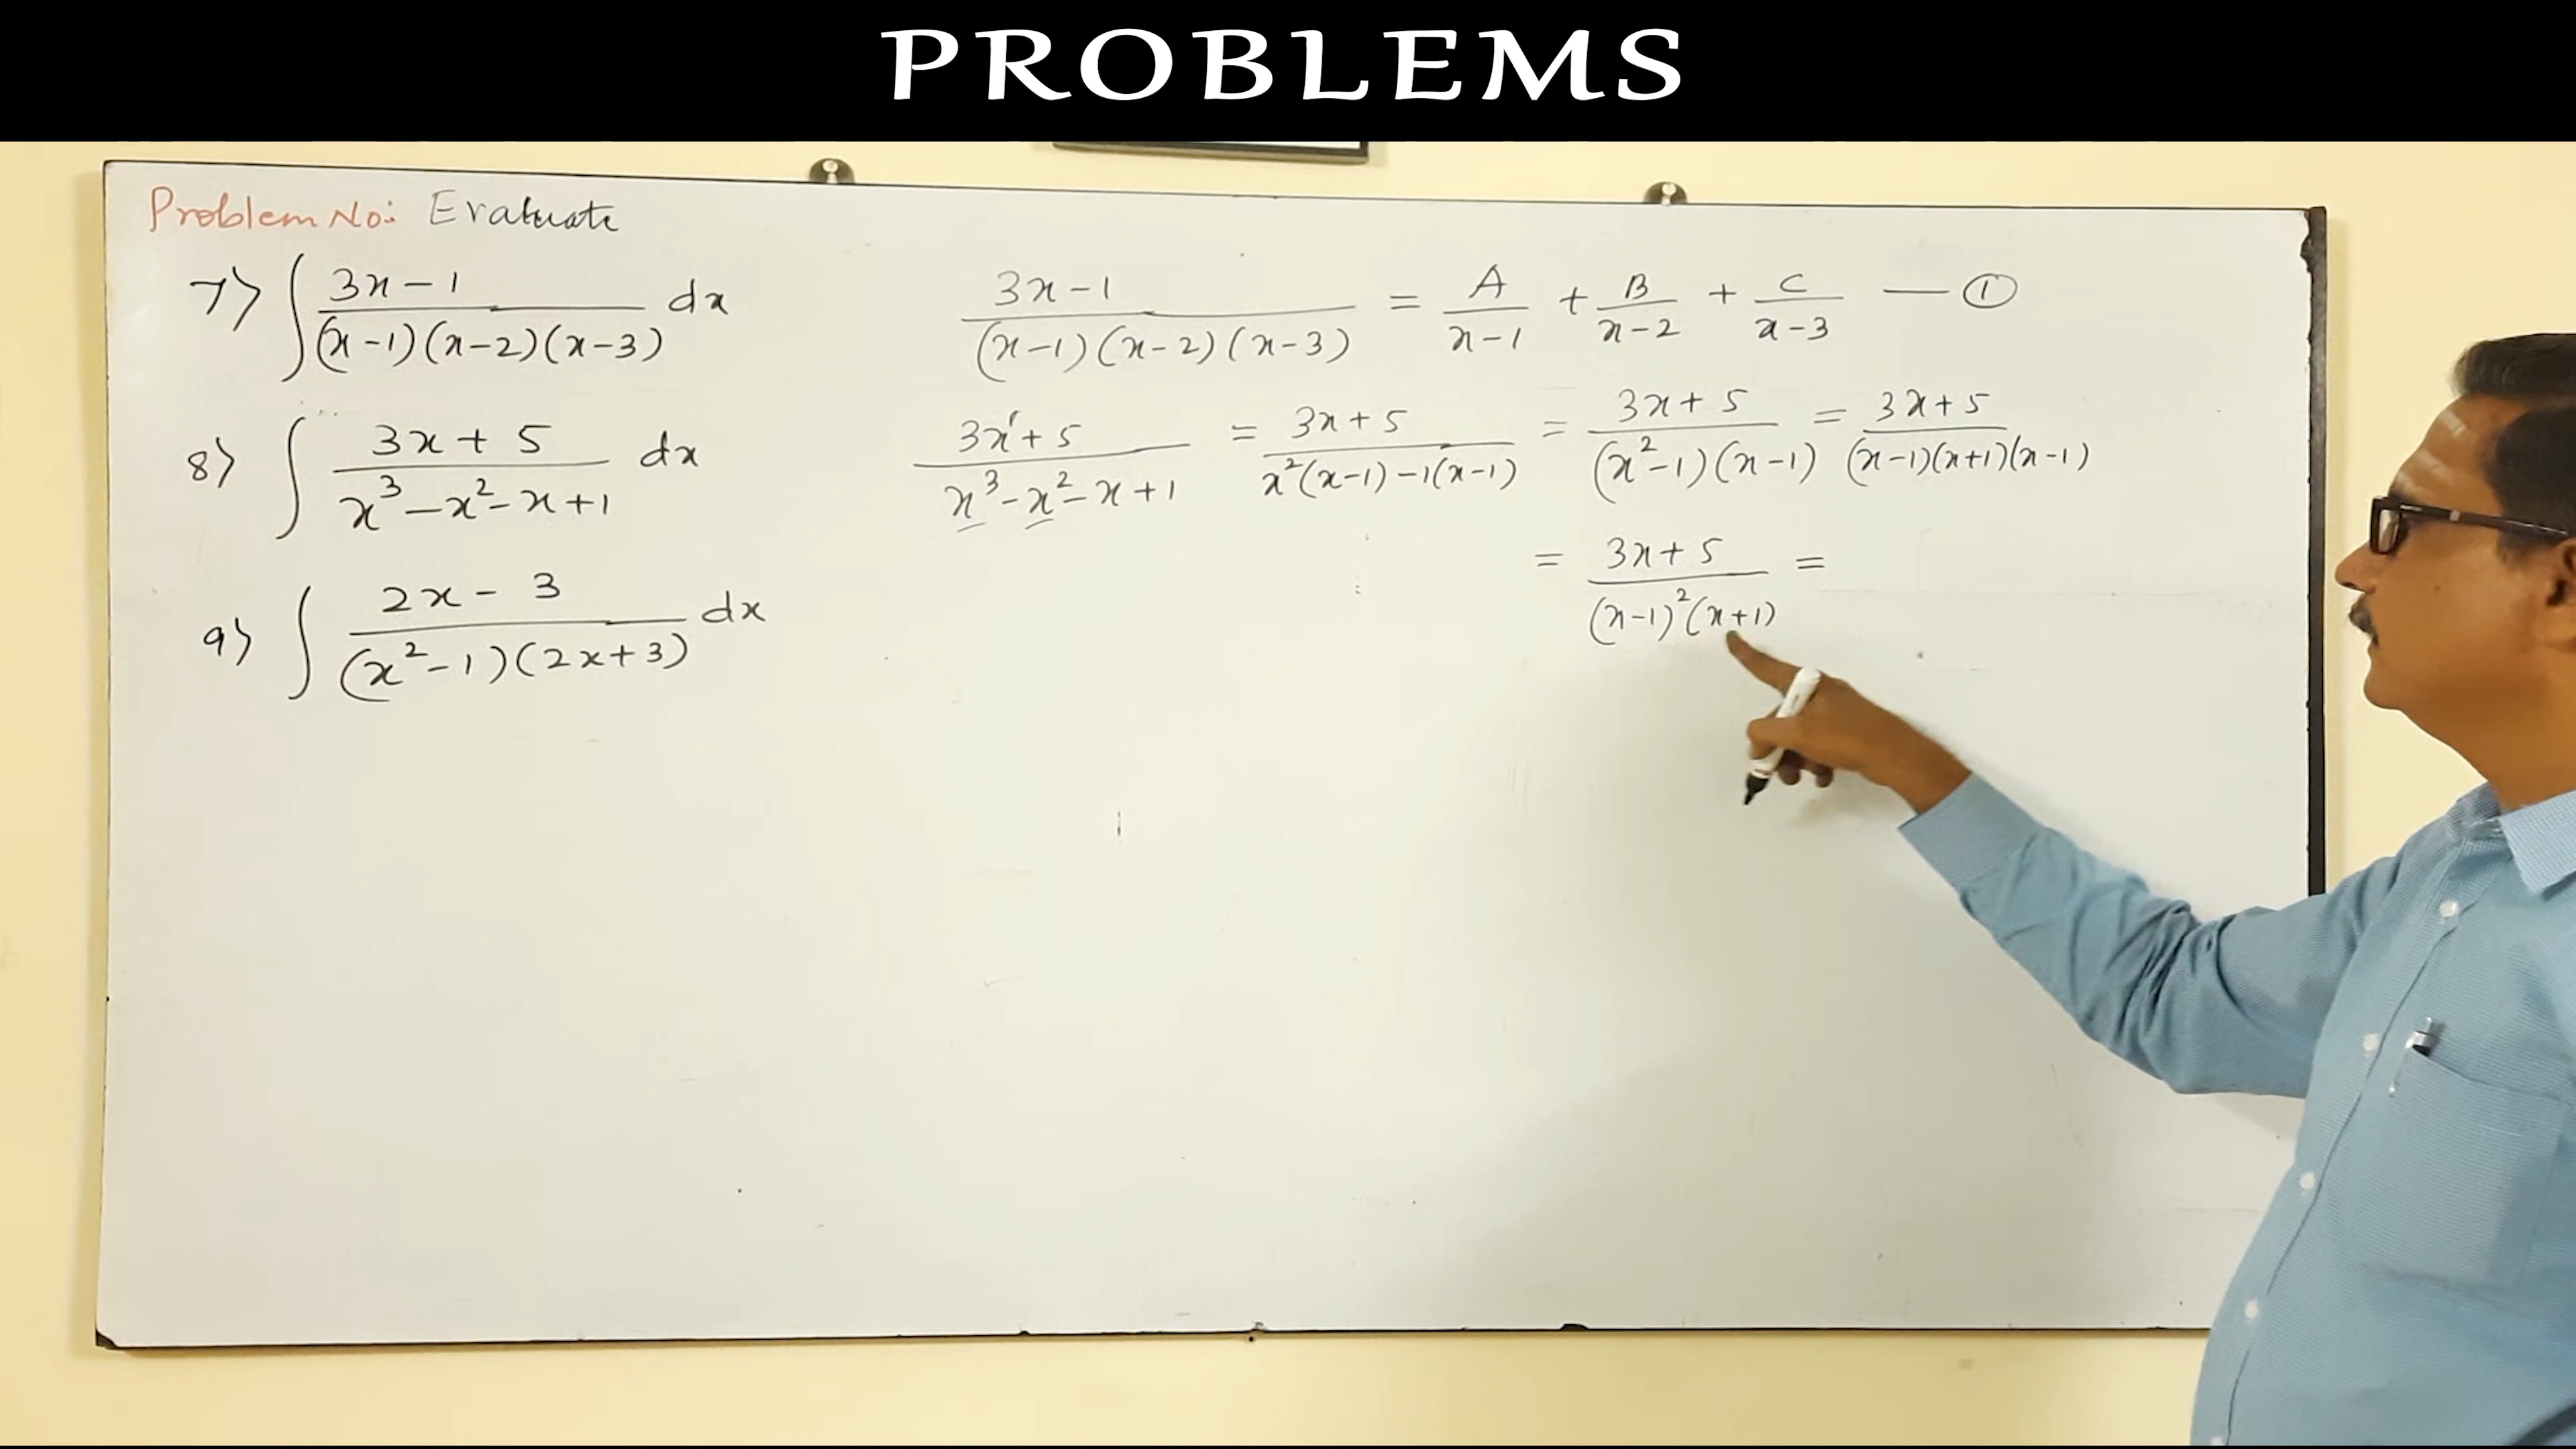 PROBLEMS
Problem No: Evaluate
7) ∫ (3x-1)/((x-1)(x-2)(x-3)) dx
(3x-1)/((x-1)(x-2)(x-3)) = A/(x-1) + B/(x-2) + C/(x-3) — ①
8) ∫ (3x+5)/(x³-x²-x+1) dx
(3x+5)/(x³-x²-x+1) = (3x+5)/(x²(x-1)-1(x-1)) = (3x+5)/((x²-1)(x-1)) = (3x+5)/((x-1)(x+1)(x-1))
= (3x+5)/((x-1)²(x+1)) =
9) ∫ (2x-3)/((x²-1)(2x+3)) dx